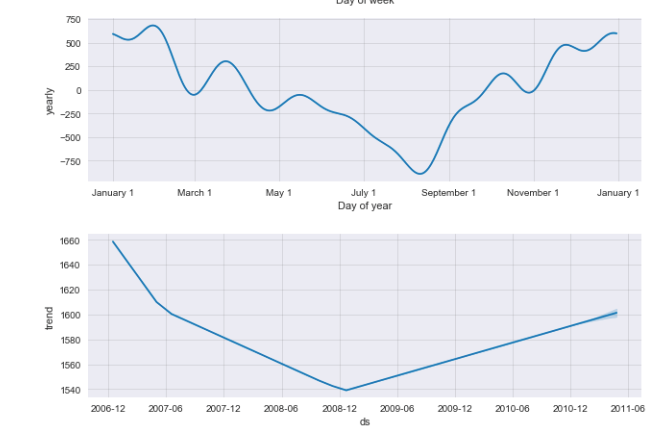 Day of week
750
500
250
0
−250
−500
−750
yearly
January 1 March 1 May 1 July 1 September 1 November 1 January 1
Day of year
1660
1640
1620
1600
1580
1560
1540
trend
2006-12 2007-06 2007-12 2008-06 2008-12 2009-06 2009-12 2010-06 2010-12 2011-06
ds